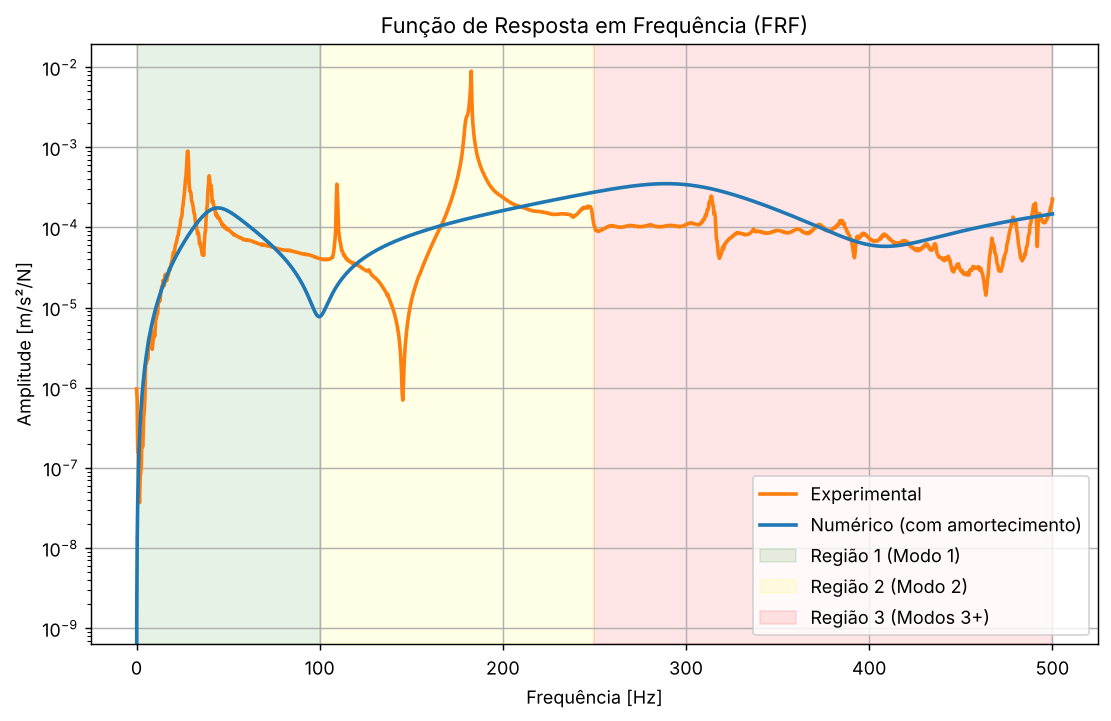 Função de Resposta em Frequência (FRF)
Amplitude [m/s²/N]
10⁻²
10⁻³
10⁻⁴
10⁻⁵
10⁻⁶
10⁻⁷
10⁻⁸
10⁻⁹
Experimental
Numérico (com amortecimento)
Região 1 (Modo 1)
Região 2 (Modo 2)
Região 3 (Modos 3+)
0 100 200 300 400 500
Frequência [Hz]